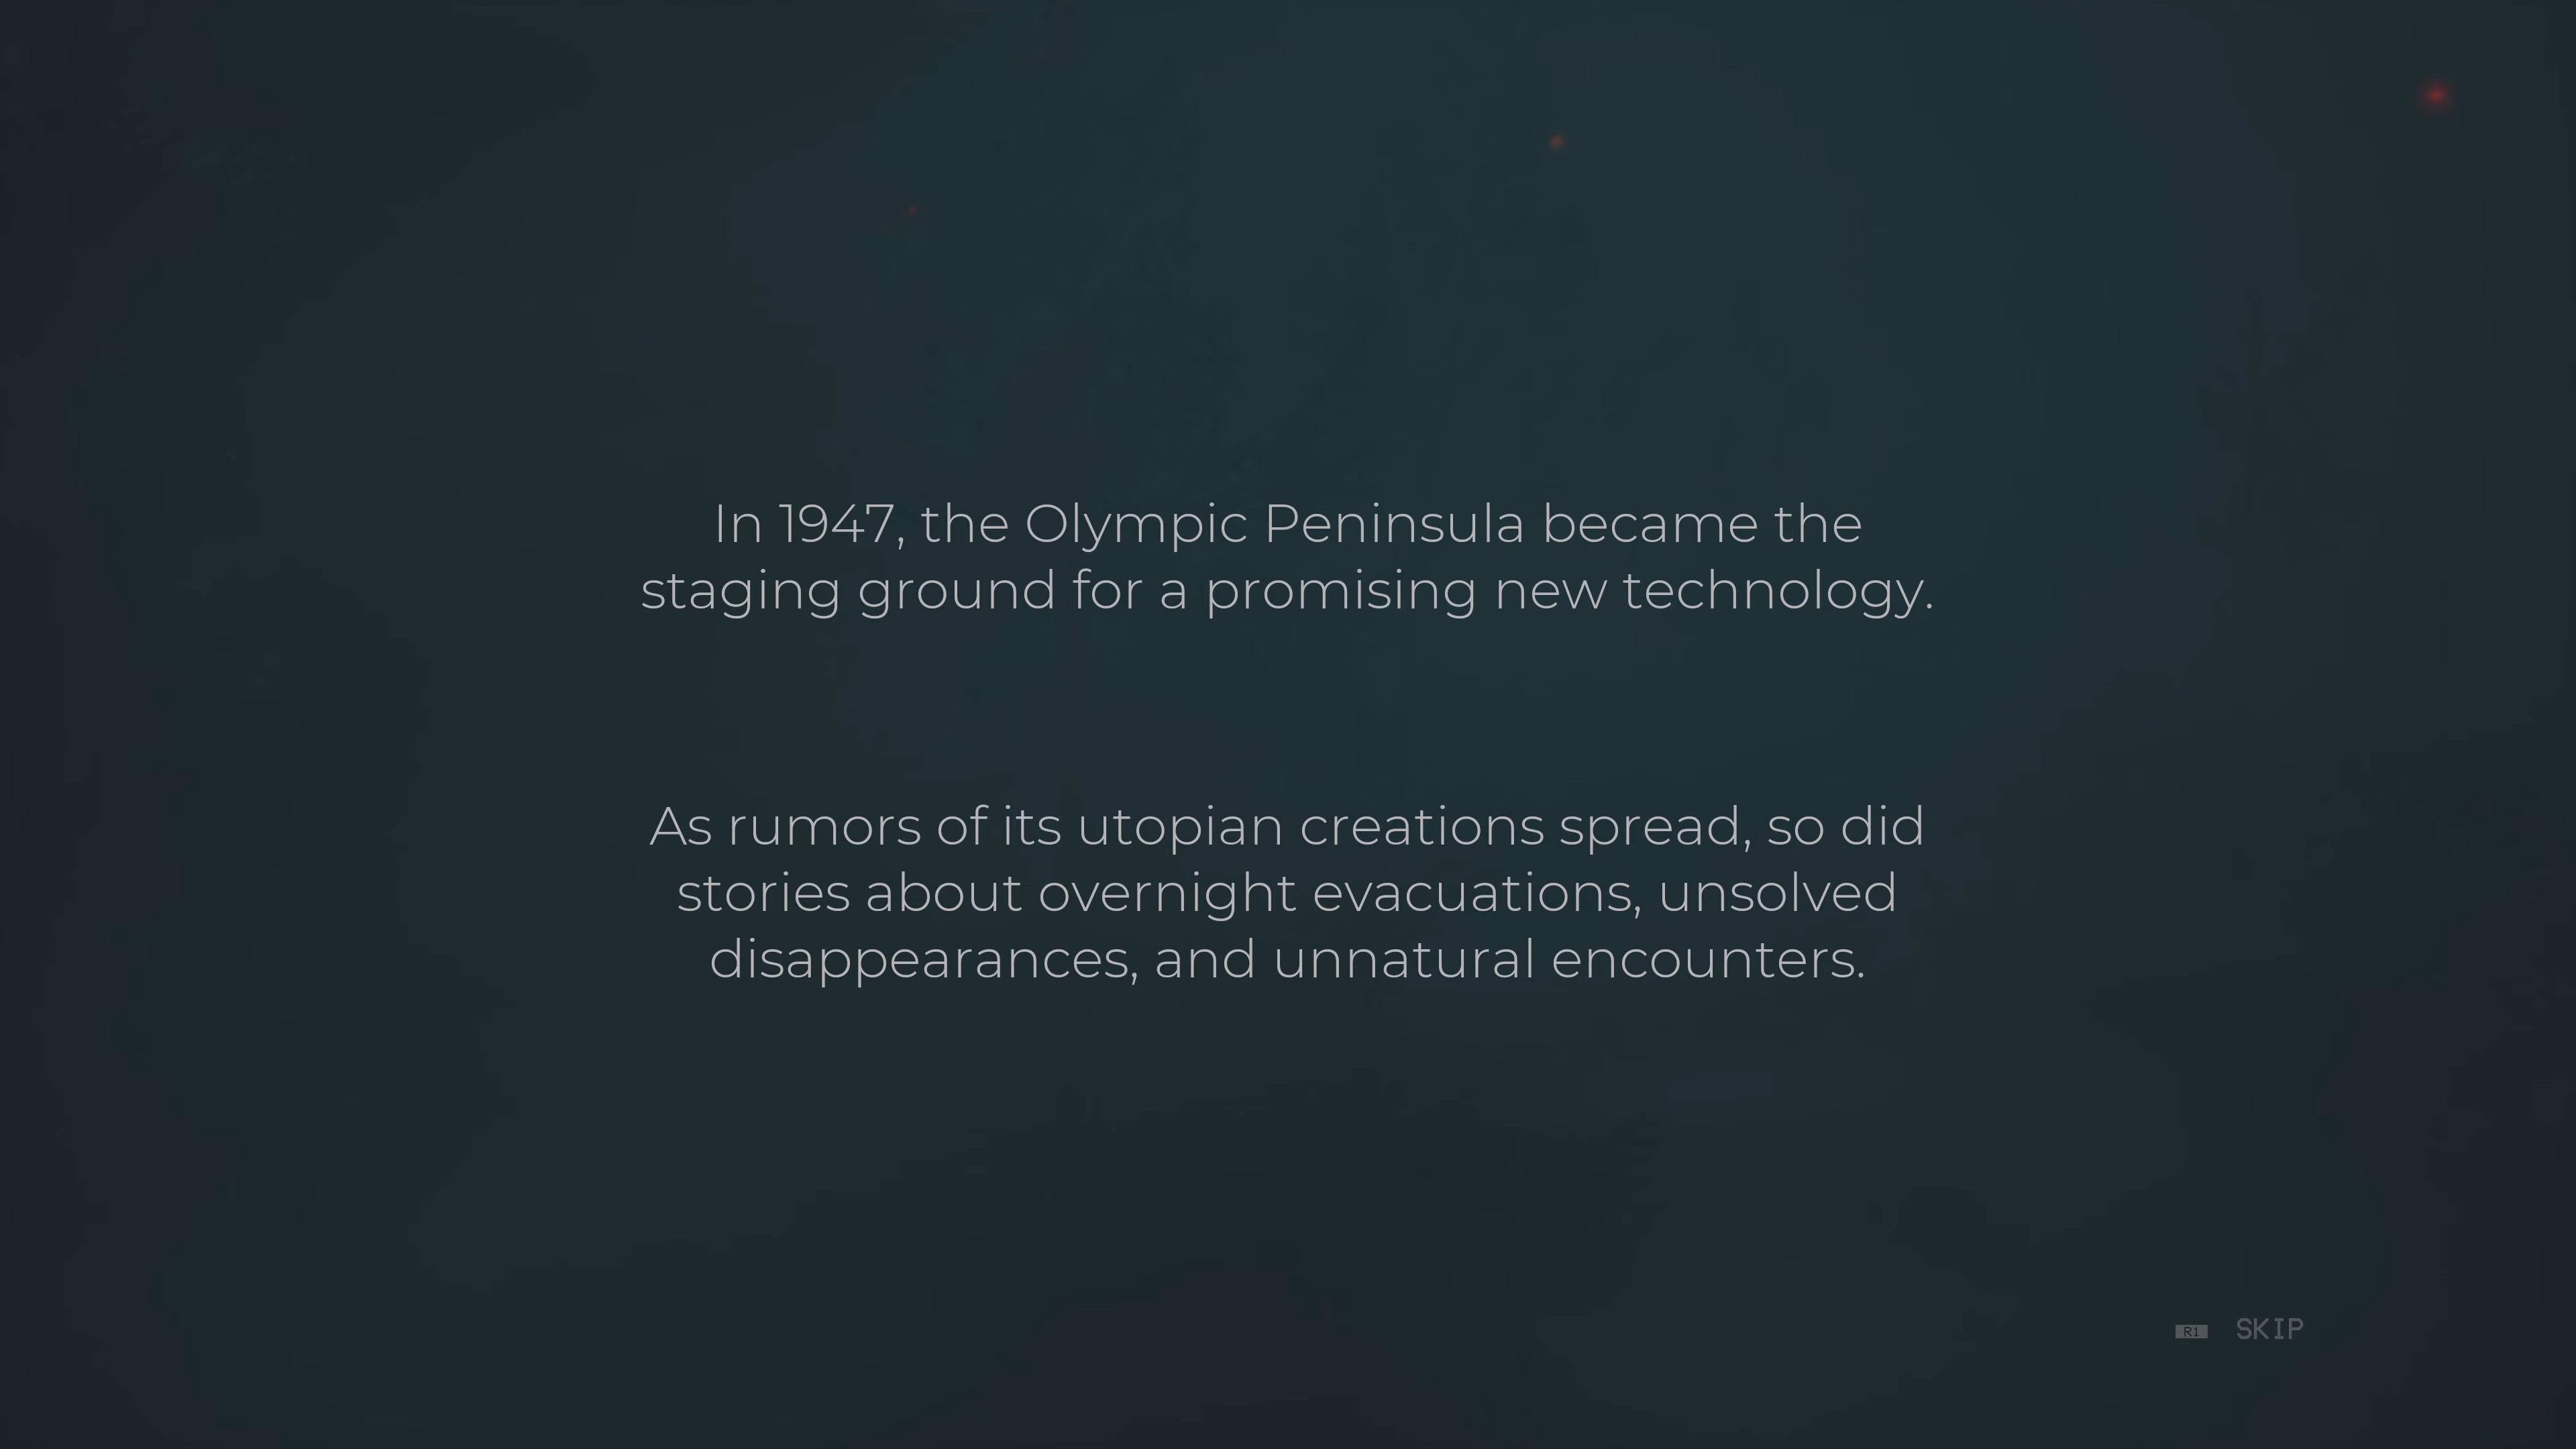 In 1947, the Olympic Peninsula became the
staging ground for a promising new technology.
As rumors of its utopian creations spread, so did
stories about overnight evacuations, unsolved
disappearances, and unnatural encounters.
R1 SKIP